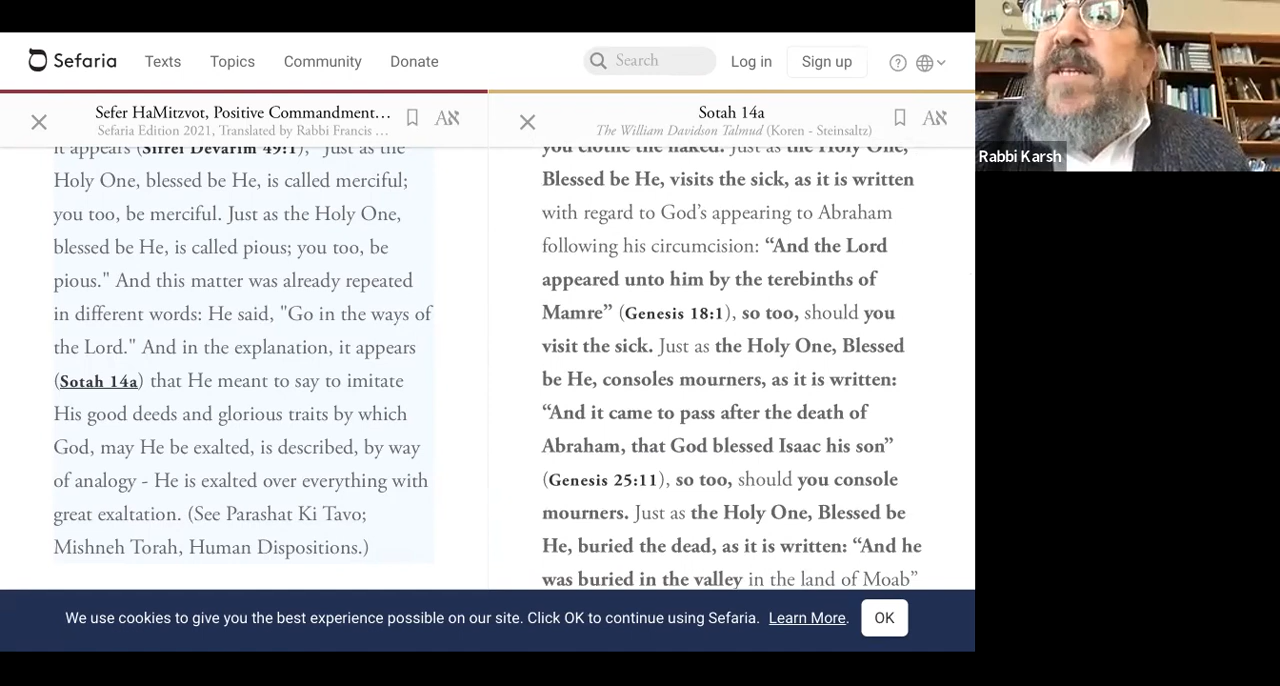 Sefaria
Texts
Topics
Community
Donate
Search
Log in
Sign up
Sefer HaMitzvot, Positive Commandment…
Sefaria Edition 2021, Translated by Rabbi Francis …
it appears (Sifrei Devarim 49:1), "Just as the
Holy One, blessed be He, is called merciful;
you too, be merciful. Just as the Holy One,
blessed be He, is called pious; you too, be
pious." And this matter was already repeated
in different words: He said, "Go in the ways of
the Lord." And in the explanation, it appears
(Sotah 14a) that He meant to say to imitate
His good deeds and glorious traits by which
God, may He be exalted, is described, by way
of analogy - He is exalted over everything with
great exaltation. (See Parashat Ki Tavo;
Mishneh Torah, Human Dispositions.)
Sotah 14a
The William Davidson Talmud (Koren - Steinsaltz)
you clothe the naked. Just as the Holy One,
Blessed be He, visits the sick, as it is written
with regard to God’s appearing to Abraham
following his circumcision: “And the Lord
appeared unto him by the terebinths of
Mamre” (Genesis 18:1), so too, should you
visit the sick. Just as the Holy One, Blessed
be He, consoles mourners, as it is written:
“And it came to pass after the death of
Abraham, that God blessed Isaac his son”
(Genesis 25:11), so too, should you console
mourners. Just as the Holy One, Blessed be
He, buried the dead, as it is written: “And he
was buried in the valley in the land of Moab”
We use cookies to give you the best experience possible on our site. Click OK to continue using Sefaria. Learn More.
OK
Rabbi Karsh